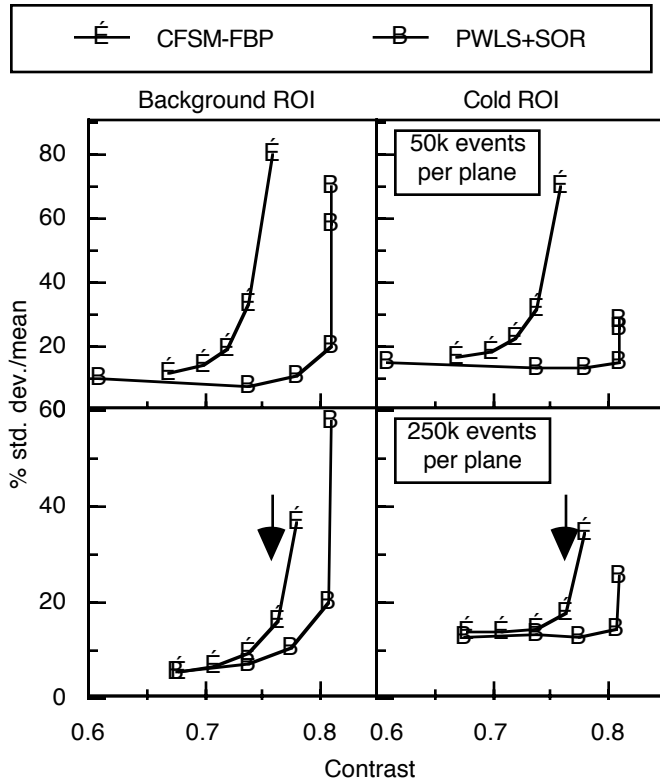 É CFSM-FBP B PWLS+SOR
Background ROI Cold ROI
50k events
per plane
80
60
40
20
% std. dev./mean
É É É É É
B B B B B B
É É É É É
B B B B B B
250k events
per plane
60
40
20
0
É É É É É
B B B B B B
É É É É É
B B B B B B
0.6 0.7 0.8 0.6 0.7 0.8
Contrast